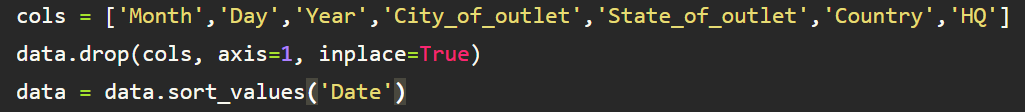 cols = ['Month','Day','Year','City_of_outlet','State_of_outlet','Country','HQ']
data.drop(cols, axis=1, inplace=True)
data = data.sort_values('Date')